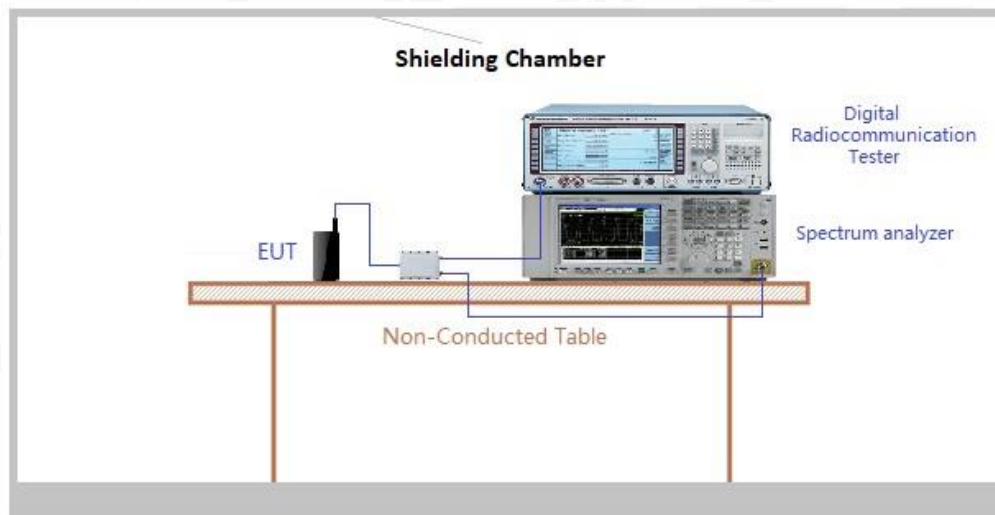 Shielding Chamber
Digital
Radiocommunication
Tester
Spectrum analyzer
EUT
Non-Conducted Table